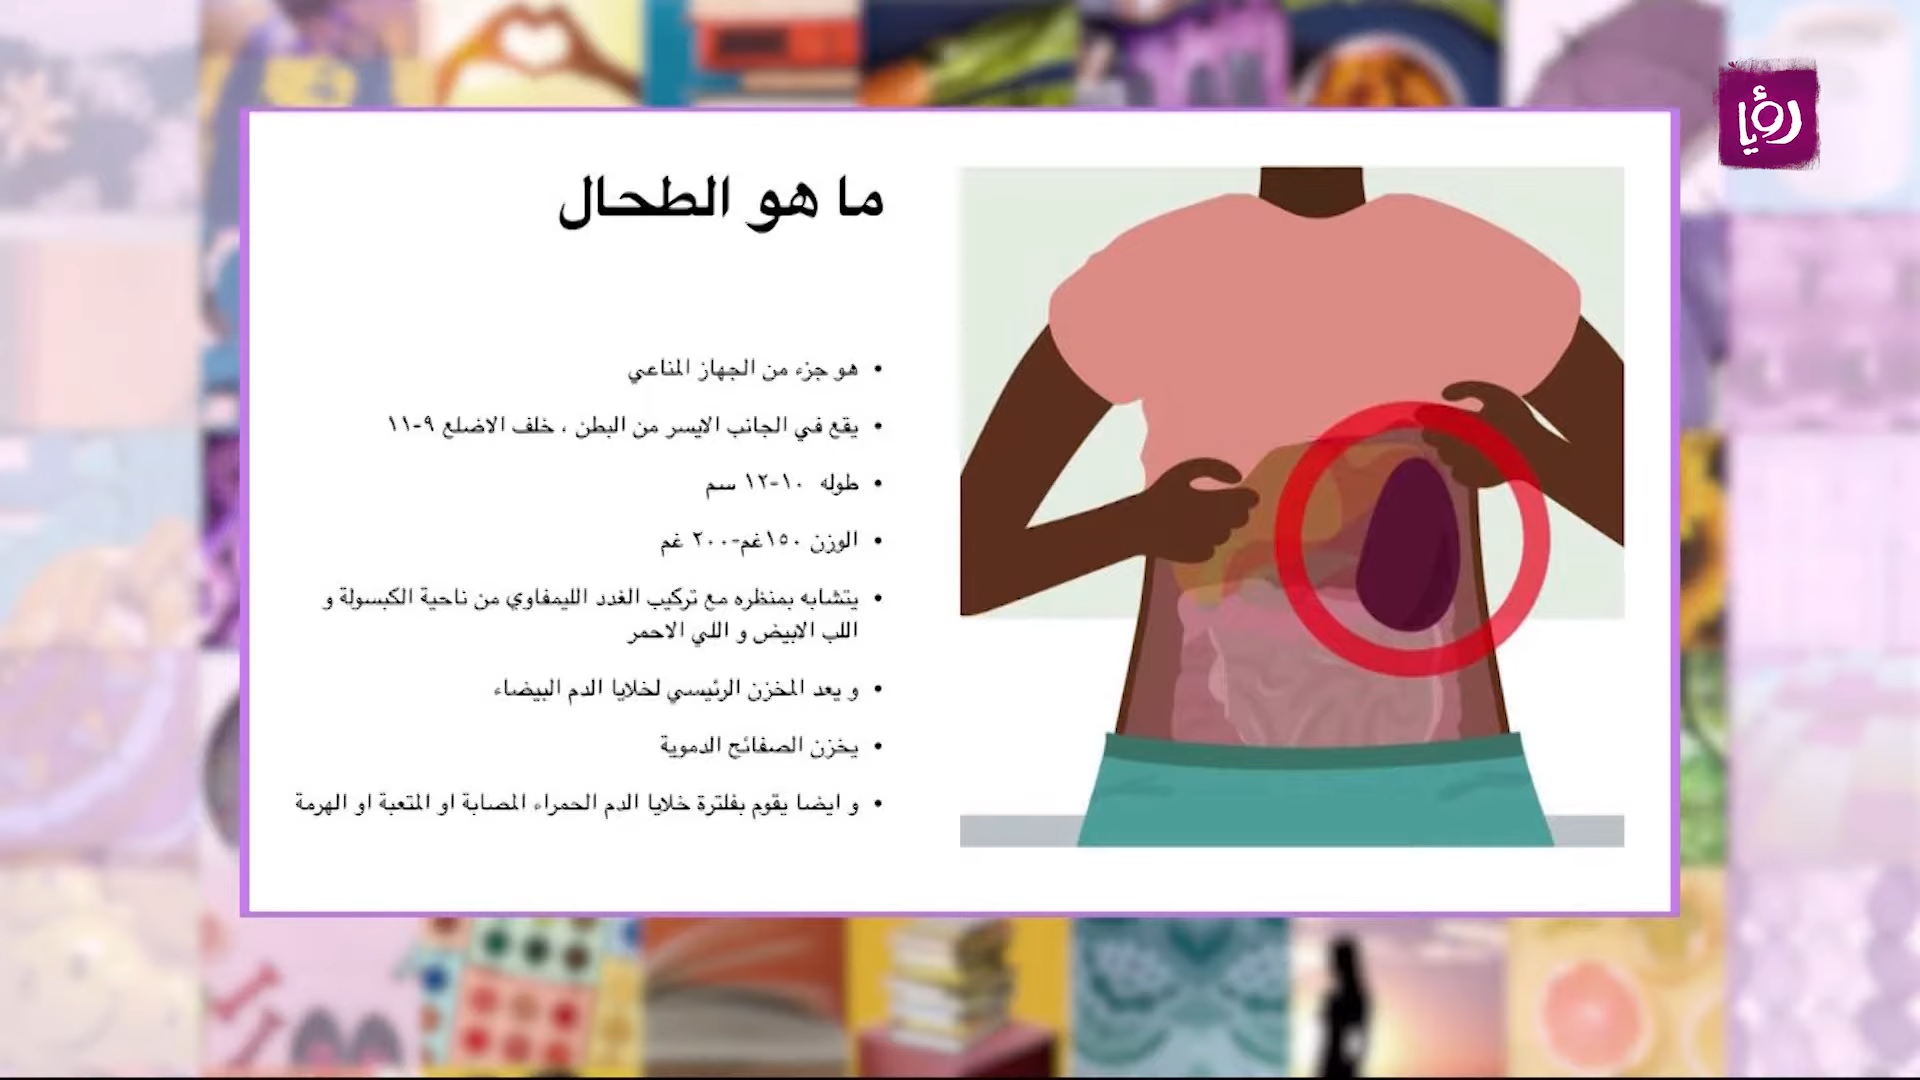 رؤيا
ما هو الطحال
• هو جزء من الجهاز المناعي
• يقع في الجانب الايسر من البطن ، خلف الاضلع ٩-١١
• طوله ١٠-١٢ سم
• الوزن ١٥٠غم-٢٠٠ غم
• يتشابه بمنظره مع تركيب الغدد الليمفاوي من ناحية الكبسولة و
اللب الابيض و اللي الاحمر
• و يعد المخزن الرئيسي لخلايا الدم البيضاء
• يخزن الصفائح الدموية
• و ايضا يقوم بفلترة خلايا الدم الحمراء المصابة او المتعبة او الهرمة